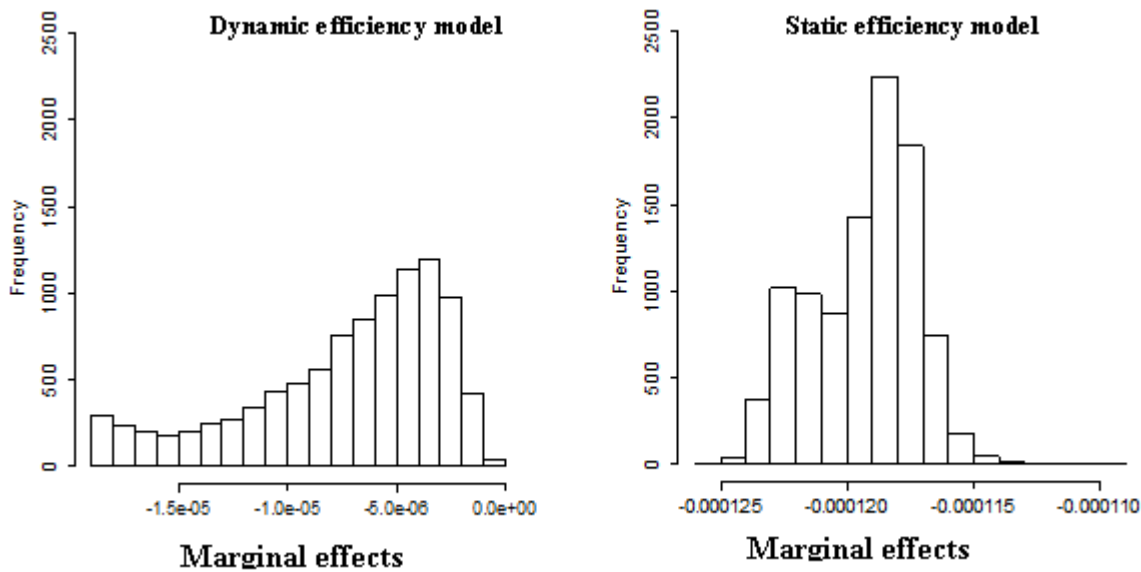 Dynamic efficiency model
2500
2000
1500
1000
500
0
Frequency
-1.5e-05 -1.0e-05 -5.0e-06 0.0e+00
Marginal effects
Static efficiency model
2500
2000
1500
1000
500
0
Frequency
-0.000125 -0.000120 -0.000115 -0.000110
Marginal effects